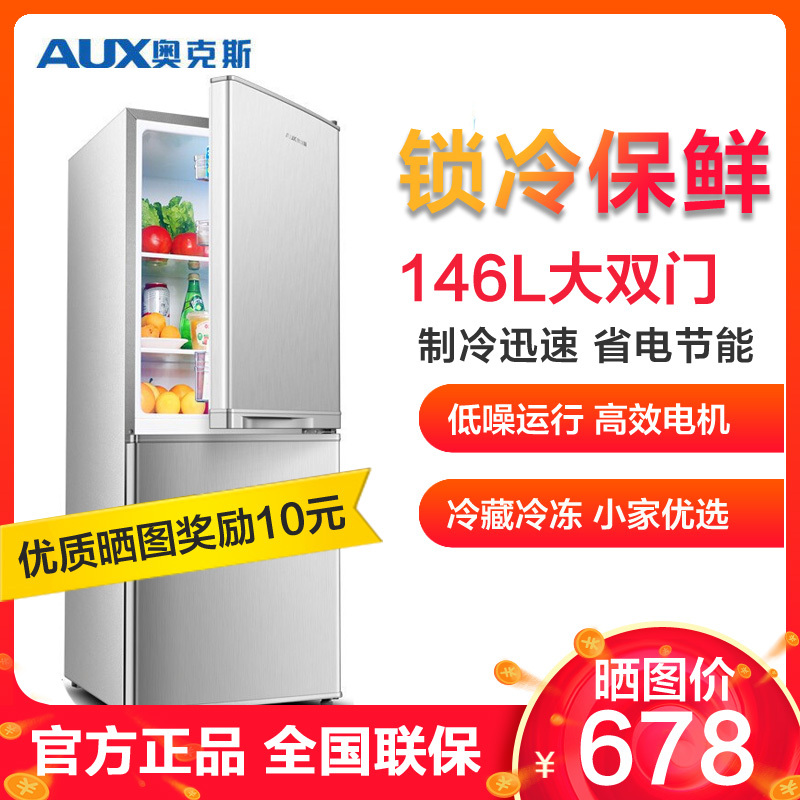 AUX奥克斯
锁冷保鲜
146L大双门
制冷迅速 省电节能
低噪运行 高效电机
冷藏冷冻 小家优选
优质晒图奖励10元
晒图价
¥678
官方正品 全国联保